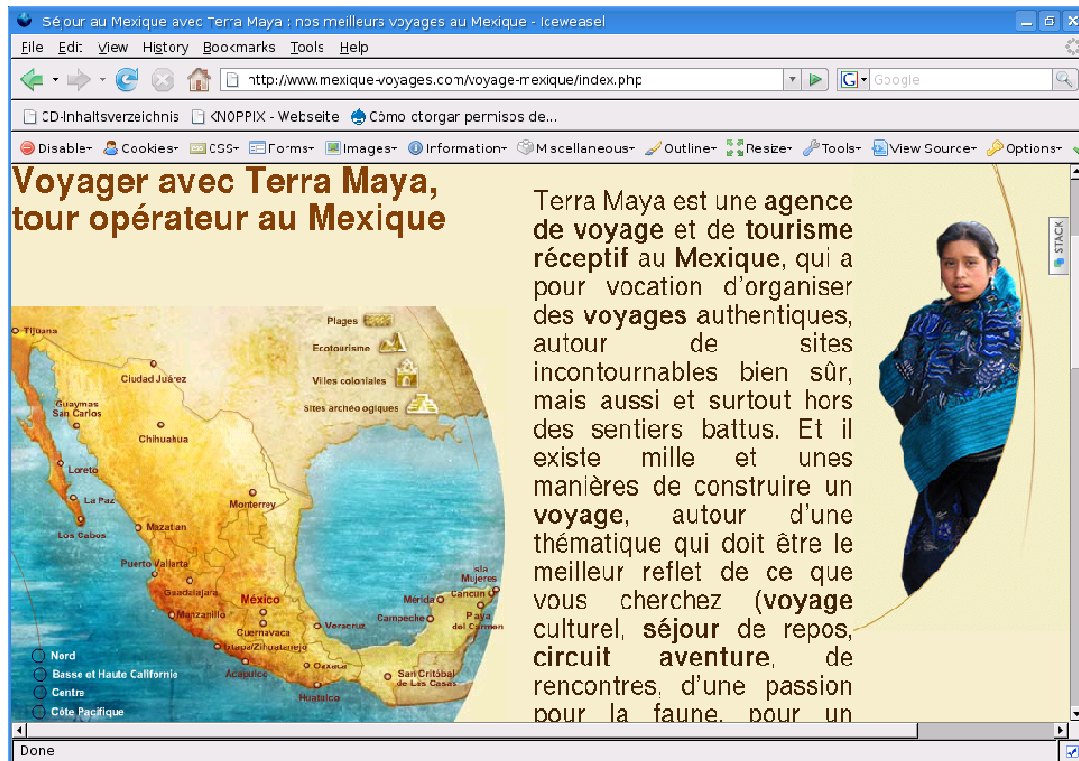 Séjour au Mexique avec Terra Maya : nos meilleurs voyages au Mexique - Iceweasel
File Edit View History Bookmarks Tools Help
http://www.mexique-voyages.com/voyage-mexique/index.php
G Google
CD-Inhaltsverzeichnis KNOPPIX - Webseite Cómo otorgar permisos de...
Disable Cookies CSS Forms Images Information Miscellaneous Outline Resize Tools View Source Options
Voyager avec Terra Maya,
tour opérateur au Mexique
Tijuana
Plages
Ecotourisme
Villes coloniales
Sites archéologiques
Ciudad Juárez
Guaymas
San Carlos
Chihuahua
Loreto
La Paz
Los Cabos
Monterrey
Mazatlan
Puerto Vallarta
Guadalajara
Manzanillo
México
Cuernavaca
Ixtapa/Zihuatanejo
Acapulco
Veracruz
Oaxaca
Huatulco
Isla
Mujeres
Cancun
Mérida
Campeche
Playa
del Carmen
San Critóbal
de Las Casas
Nord
Basse et Haute Californie
Centre
Côte Pacifique
Terra Maya est une agence
de voyage et de tourisme
réceptif au Mexique, qui a
pour vocation d'organiser
des voyages authentiques,
autour de sites
incontournables bien sûr,
mais aussi et surtout hors
des sentiers battus. Et il
existe mille et unes
manières de construire un
voyage, autour d'une
thématique qui doit être le
meilleur reflet de ce que
vous cherchez (voyage
culturel, séjour de repos,
circuit aventure, de
rencontres, d'une passion
pour la faune, pour un
STACK
Done